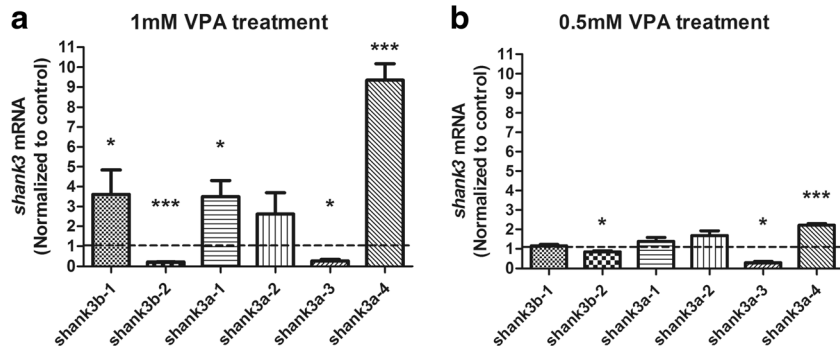 a
1mM VPA treatment
shank3 mRNA
(Normalized to control)
11
10
9
8
7
6
5
4
3
2
1
0
*
***
*
*
***
shank3b-1
shank3b-2
shank3a-1
shank3a-2
shank3a-3
shank3a-4
b
0.5mM VPA treatment
shank3 mRNA
(Normalized to control)
11
10
9
8
7
6
5
4
3
2
1
0
*
*
***
shank3b-1
shank3b-2
shank3a-1
shank3a-2
shank3a-3
shank3a-4